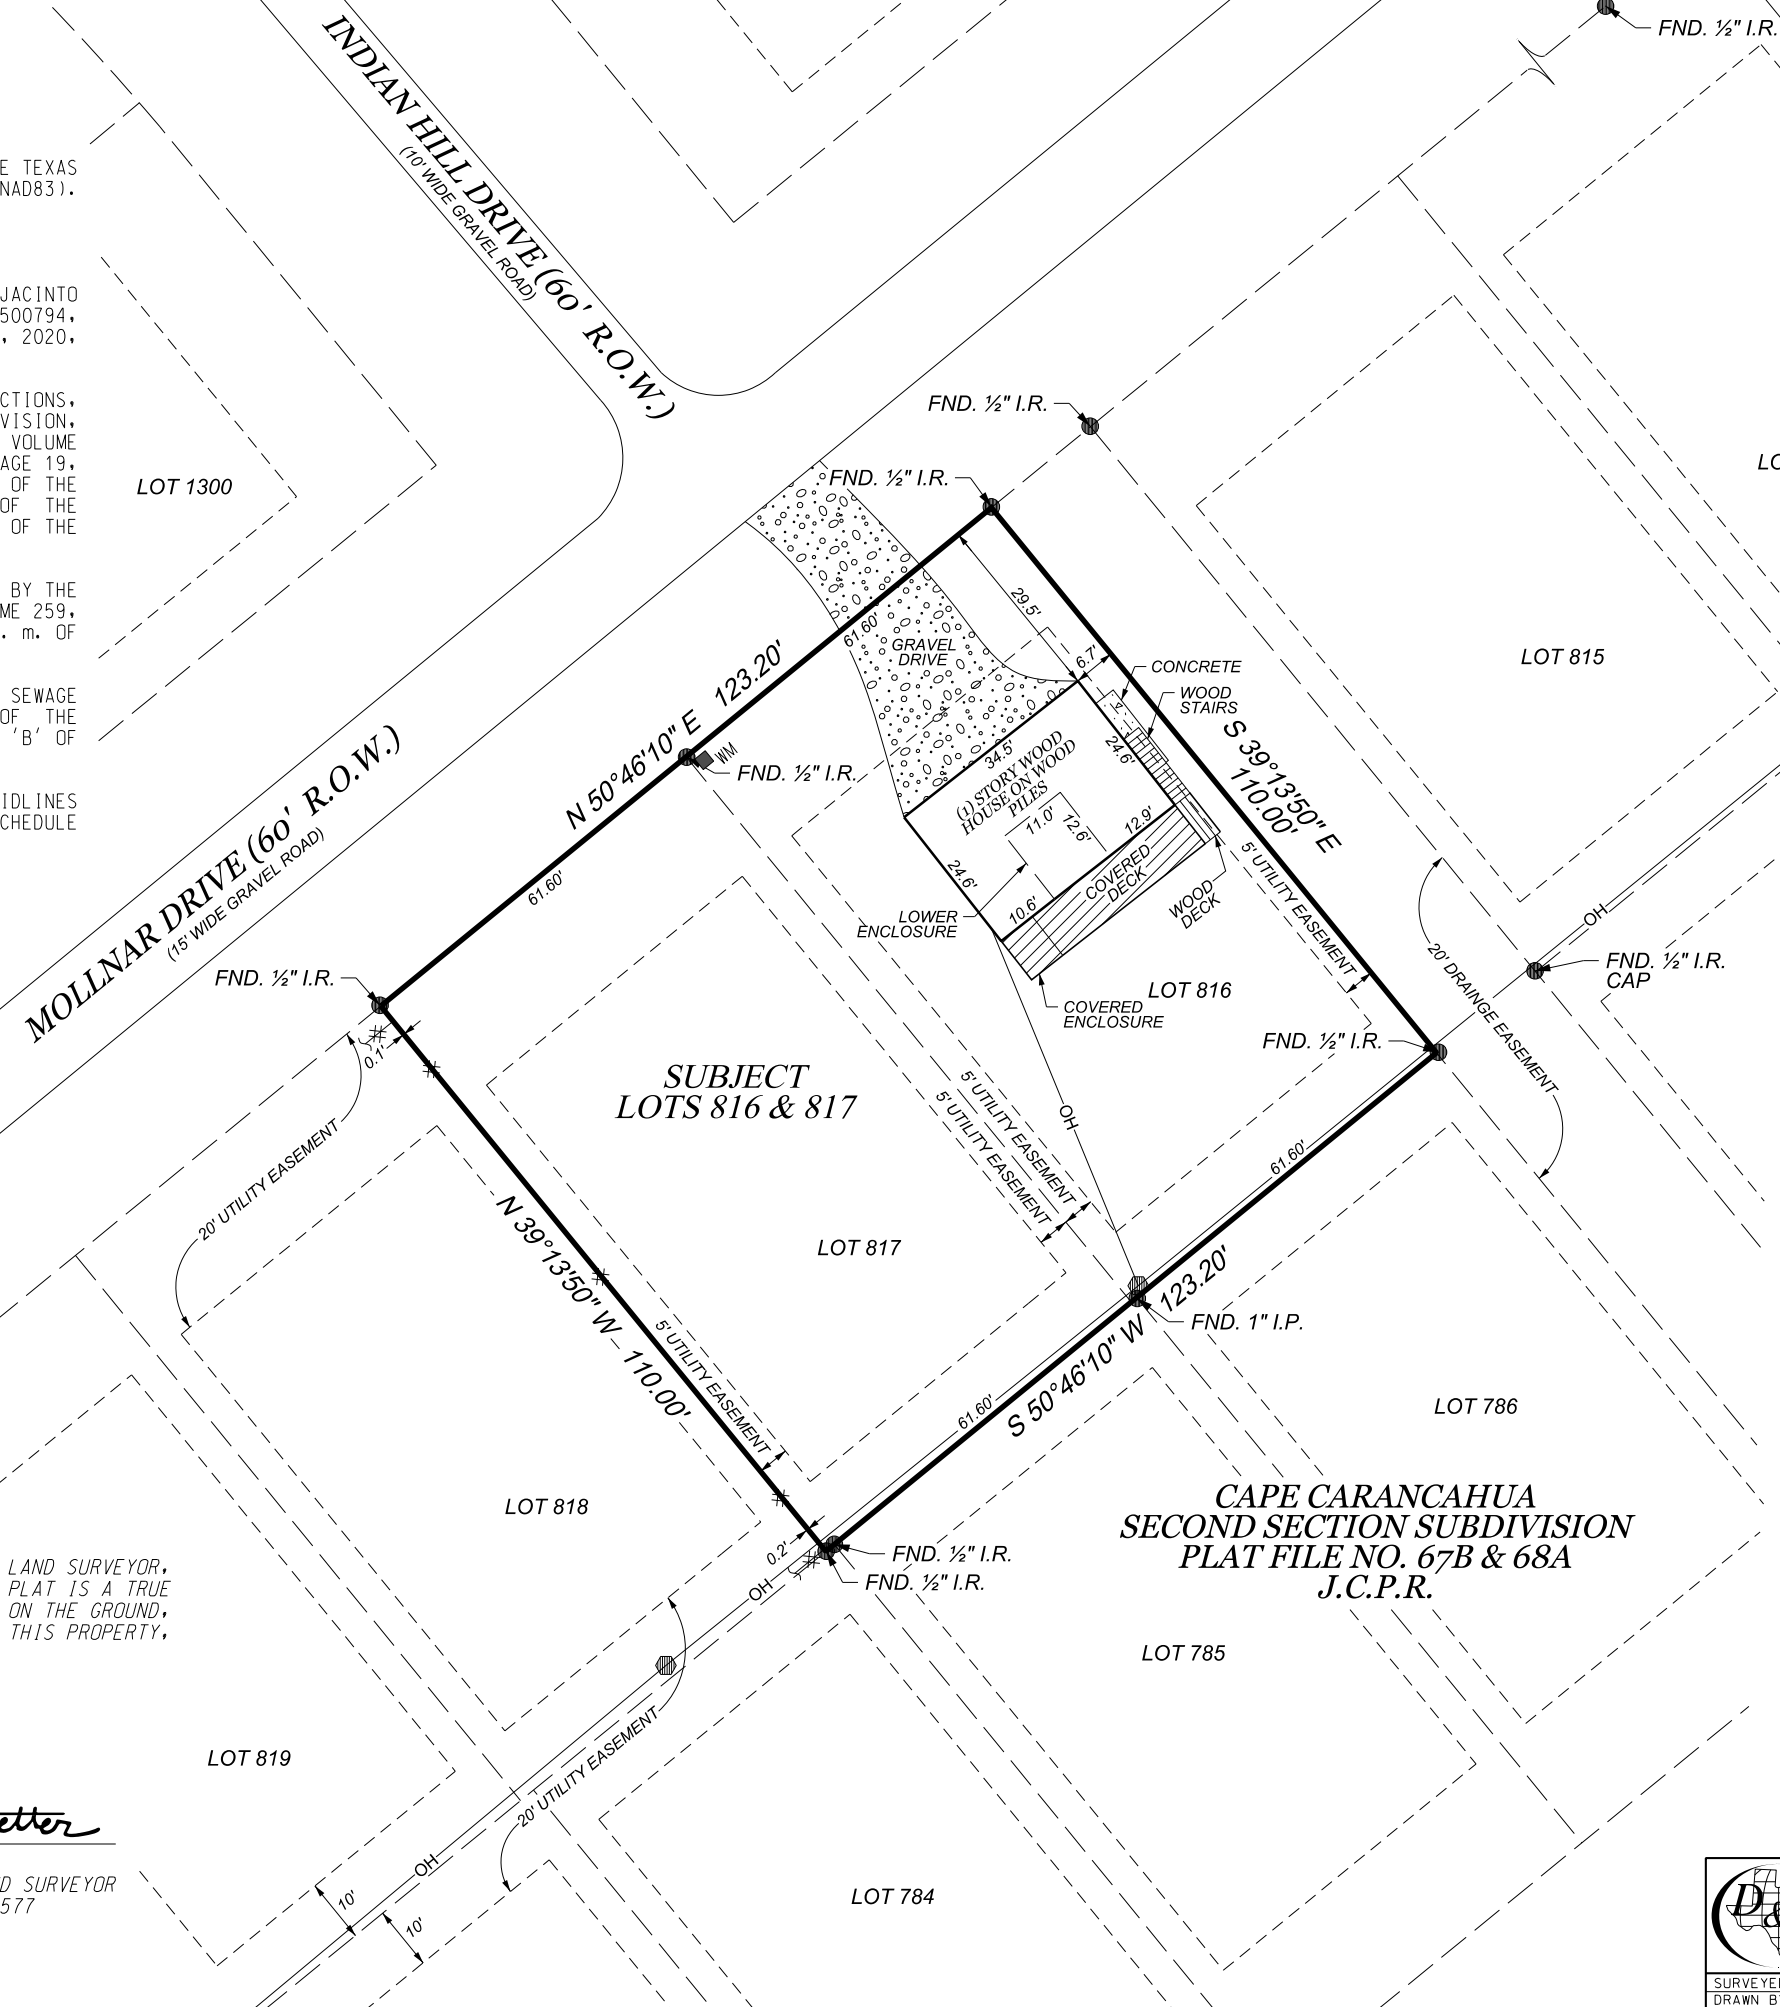 FND. ½" I.R.
INDIAN HILL DRIVE (60' R.O.W.)
(10' WIDE GRAVEL ROAD)
E TEXAS
NAD83).
JACINTO
500794,
, 2020,
CTIONS,
VISION,
VOLUME
AGE 19,
OF THE
OF THE
OF THE
LOT 1300
BY THE
ME 259,
. m. OF
SEWAGE
OF THE
'B' OF
IDLINES
CHEDULE
FND. ½" I.R.
FND. ½" I.R.
LO
LOT 815
29.5'
61.60'
GRAVEL
DRIVE
6.7'
CONCRETE
WOOD
STAIRS
N 50°46'10" E 123.20'
WM
FND. ½" I.R.
34.5'
24.6'
(1) STORY WOOD
HOUSE ON WOOD
PILES
11.0'
12.6'
12.9'
S 39°13'50" E
110.00'
MOLLNAR DRIVE (60' R.O.W.)
(15' WIDE GRAVEL ROAD)
61.60'
24.6'
10.6'
COVERED
DECK
WOOD
DECK
LOWER
ENCLOSURE
5' UTILITY EASEMENT
OH
20' DRAINGE EASEMENT
FND. ½" I.R.
CAP
FND. ½" I.R.
LOT 816
COVERED
ENCLOSURE
0.1'
FND. ½" I.R.
SUBJECT
LOTS 816 & 817
5' UTILITY EASEMENT
5' UTILITY EASEMENT
OH
61.60'
20' UTILITY EASEMENT
N 39°13'50" W 110.00'
LOT 817
FND. 1" I.P.
S 50°46'10" W 123.20'
61.60'
5' UTILITY EASEMENT
LOT 786
LOT 818
CAPE CARANCAHUA
SECOND SECTION SUBDIVISION
PLAT FILE NO. 67B & 68A
J.C.P.R.
0.2'
FND. ½" I.R.
FND. ½" I.R.
OH
LAND SURVEYOR,
PLAT IS A TRUE
ON THE GROUND,
THIS PROPERTY,
LOT 785
LOT 819
20' UTILITY EASEMENT
etter
OH
D SURVEYOR
577
10'
10'
LOT 784
D&
SURVEYED
DRAWN BY